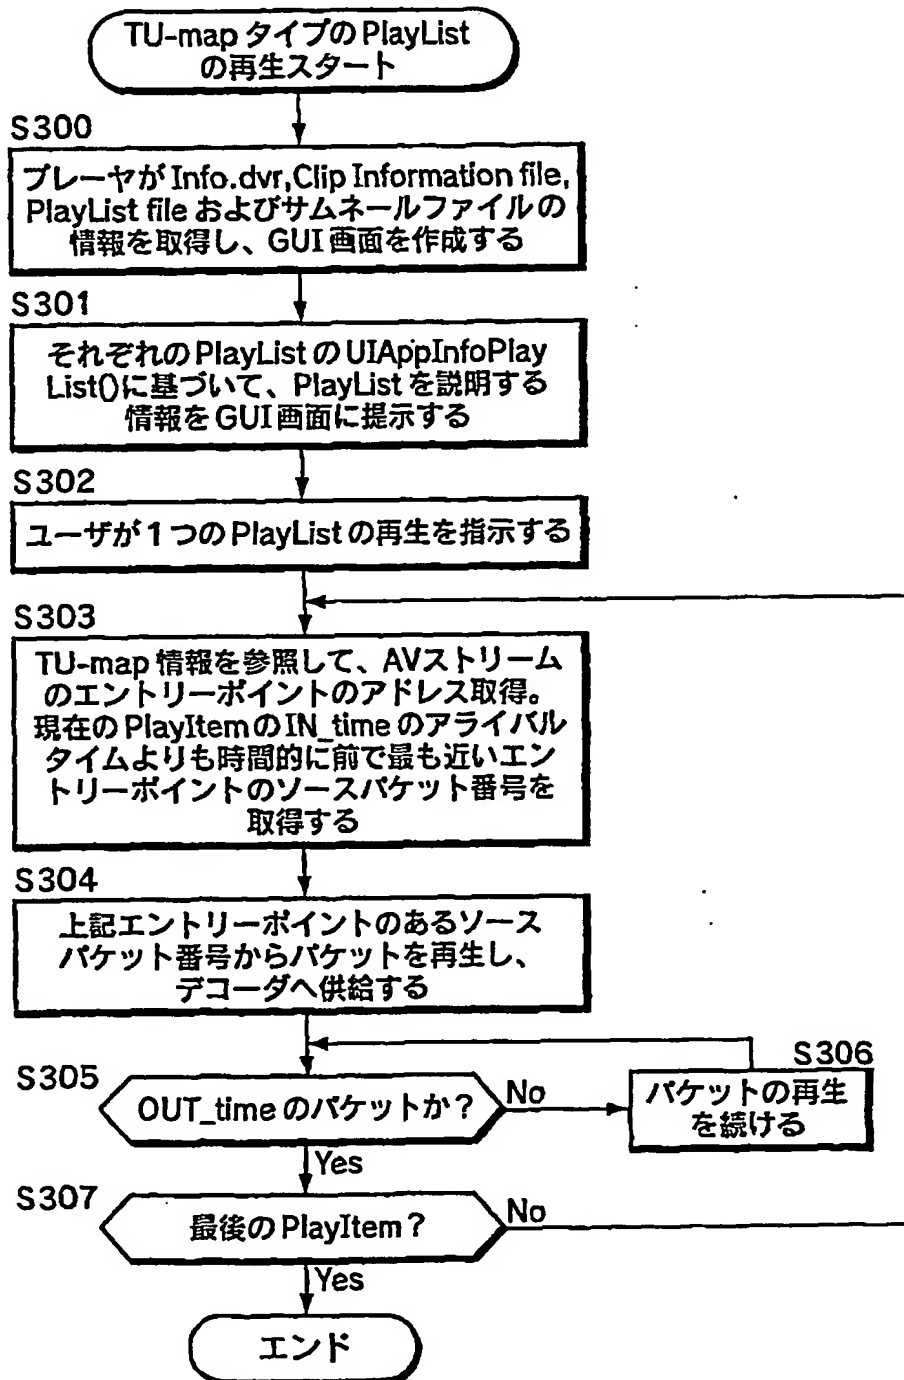 TU-map タイプの PlayList
の再生スタート
S300
プレーヤが Info.dvr,Clip Information file,
PlayList file およびサムネールファイルの
情報を取得し、GUI 画面を作成する
S301
それぞれの PlayList の UIAppInfoPlay
List()に基づいて、PlayList を説明する
情報を GUI 画面に提示する
S302
ユーザが 1 つの PlayList の再生を指示する
S303
TU-map 情報を参照して、AVストリーム
のエントリーポイントのアドレス取得。
現在の PlayItem の IN_time のアライバル
タイムよりも時間的に前で最も近いエン
トリーポイントのソースパケット番号を
取得する
S304
上記エントリーポイントのあるソース
パケット番号からパケットを再生し、
デコーダへ供給する
S305
OUT_time のパケットか?
No
S306
パケットの再生
を続ける
Yes
S307
最後の PlayItem ?
No
Yes
エンド